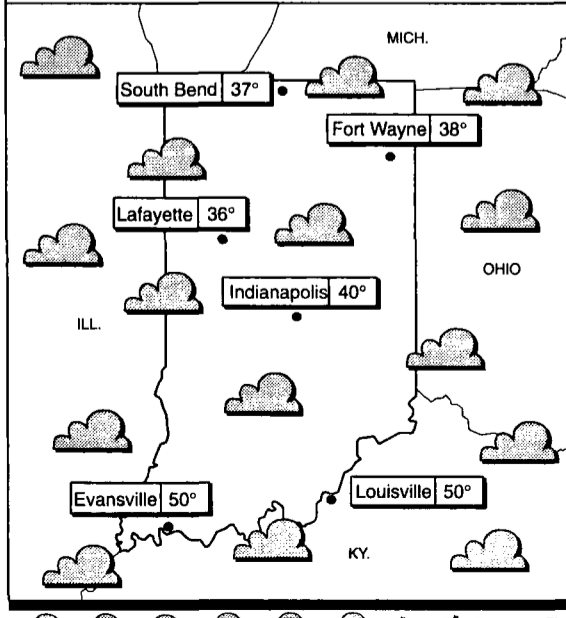 MICH.
South Bend 37°
Fort Wayne 38°
Lafayette 36°
OHIO
Indianapolis 40°
ILL.
Evansville 50°
Louisville 50°
KY.